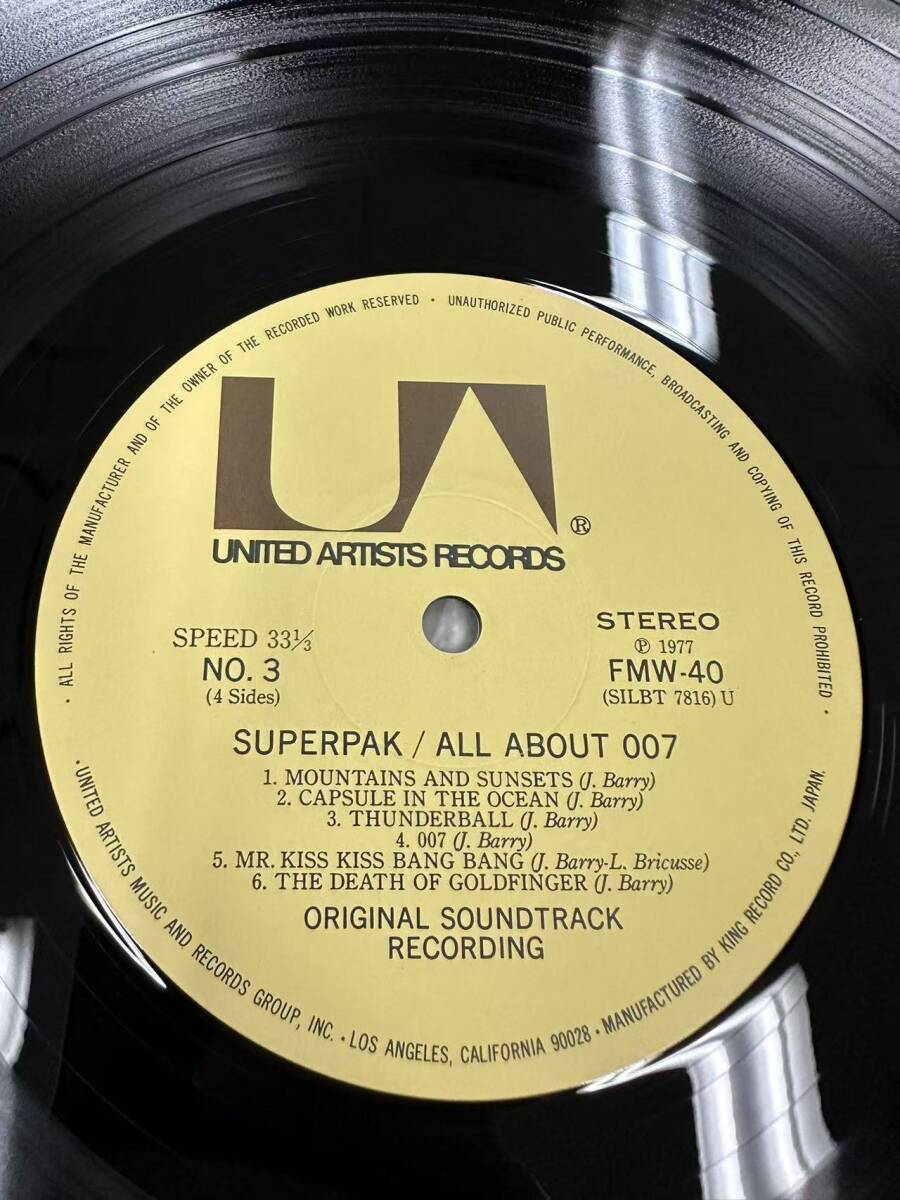 · ALL RIGHTS OF THE MANUFACTURER AND OF THE OWNER OF THE RECORDED WORK RESERVED · UNAUTHORIZED PUBLIC PERFORMANCE, BROADCASTING AND COPYING OF THIS RECORD PROHIBITED ·
UA ®
UNITED ARTISTS RECORDS
SPEED 33⅓
NO. 3
(4 Sides)
STEREO
Ⓟ 1977
FMW-40
(SILBT 7816) U
SUPERPAK / ALL ABOUT 007
1. MOUNTAINS AND SUNSETS (J. Barry)
2. CAPSULE IN THE OCEAN (J. Barry)
3. THUNDERBALL (J. Barry)
4. 007 (J. Barry)
5. MR. KISS KISS BANG BANG (J. Barry-L. Bricusse)
6. THE DEATH OF GOLDFINGER (J. Barry)
ORIGINAL SOUNDTRACK
RECORDING
· UNITED ARTISTS MUSIC AND RECORDS GROUP, INC. · LOS ANGELES, CALIFORNIA 90028 · MANUFACTURED BY KING RECORD CO., LTD. JAPAN.